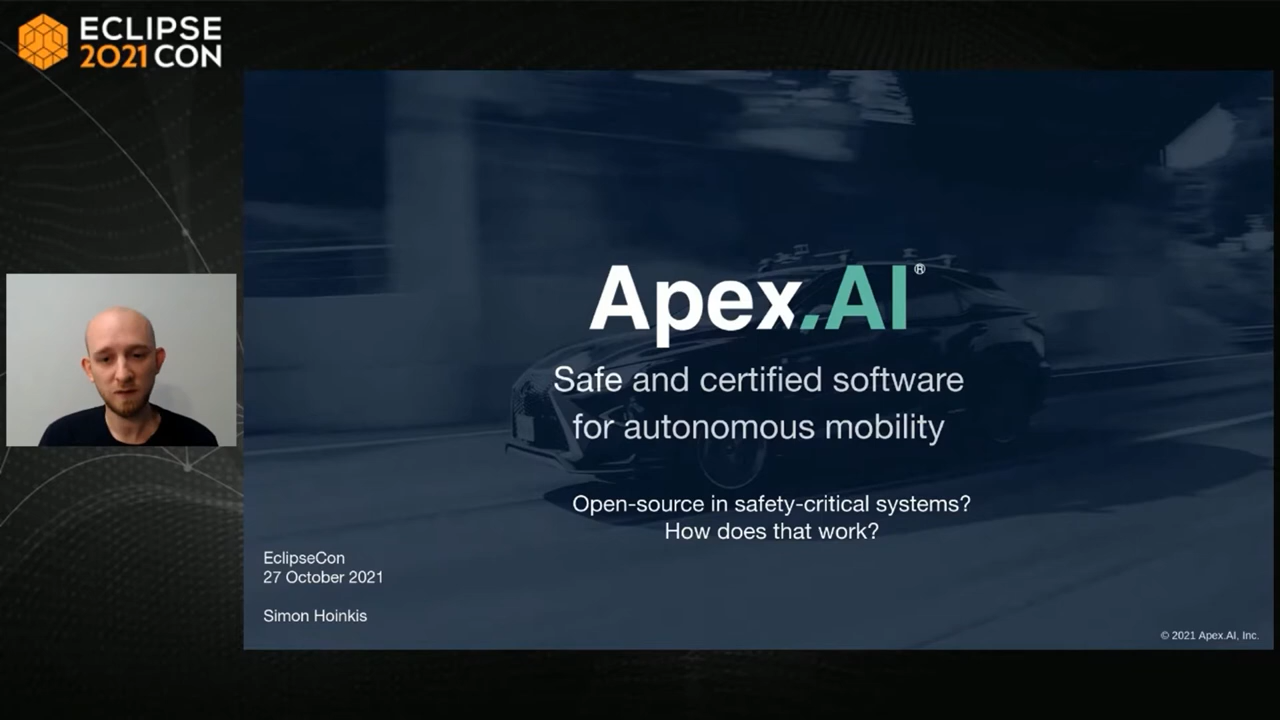 ECLIPSE
2021 CON
Apex.AI®
Safe and certified software
for autonomous mobility
Open-source in safety-critical systems?
How does that work?
EclipseCon
27 October 2021
Simon Hoinkis
© 2021 Apex.AI, Inc.